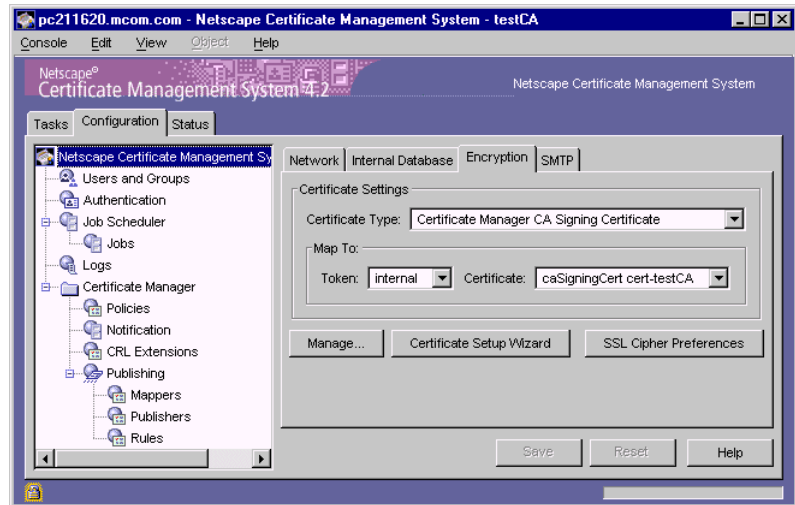 pc211620.mcom.com - Netscape Certificate Management System - testCA
Console Edit View Object Help
Netscape®
Certificate Management System 4.2
Netscape Certificate Management System
Tasks Configuration Status
Netscape Certificate Management Sy
Users and Groups
Authentication
Job Scheduler
Jobs
Logs
Certificate Manager
Policies
Notification
CRL Extensions
Publishing
Mappers
Publishers
Rules
Network Internal Database Encryption SMTP
Certificate Settings
Certificate Type: Certificate Manager CA Signing Certificate
Map To:
Token: internal Certificate: caSigningCert cert-testCA
Manage... Certificate Setup Wizard SSL Cipher Preferences
Save Reset Help